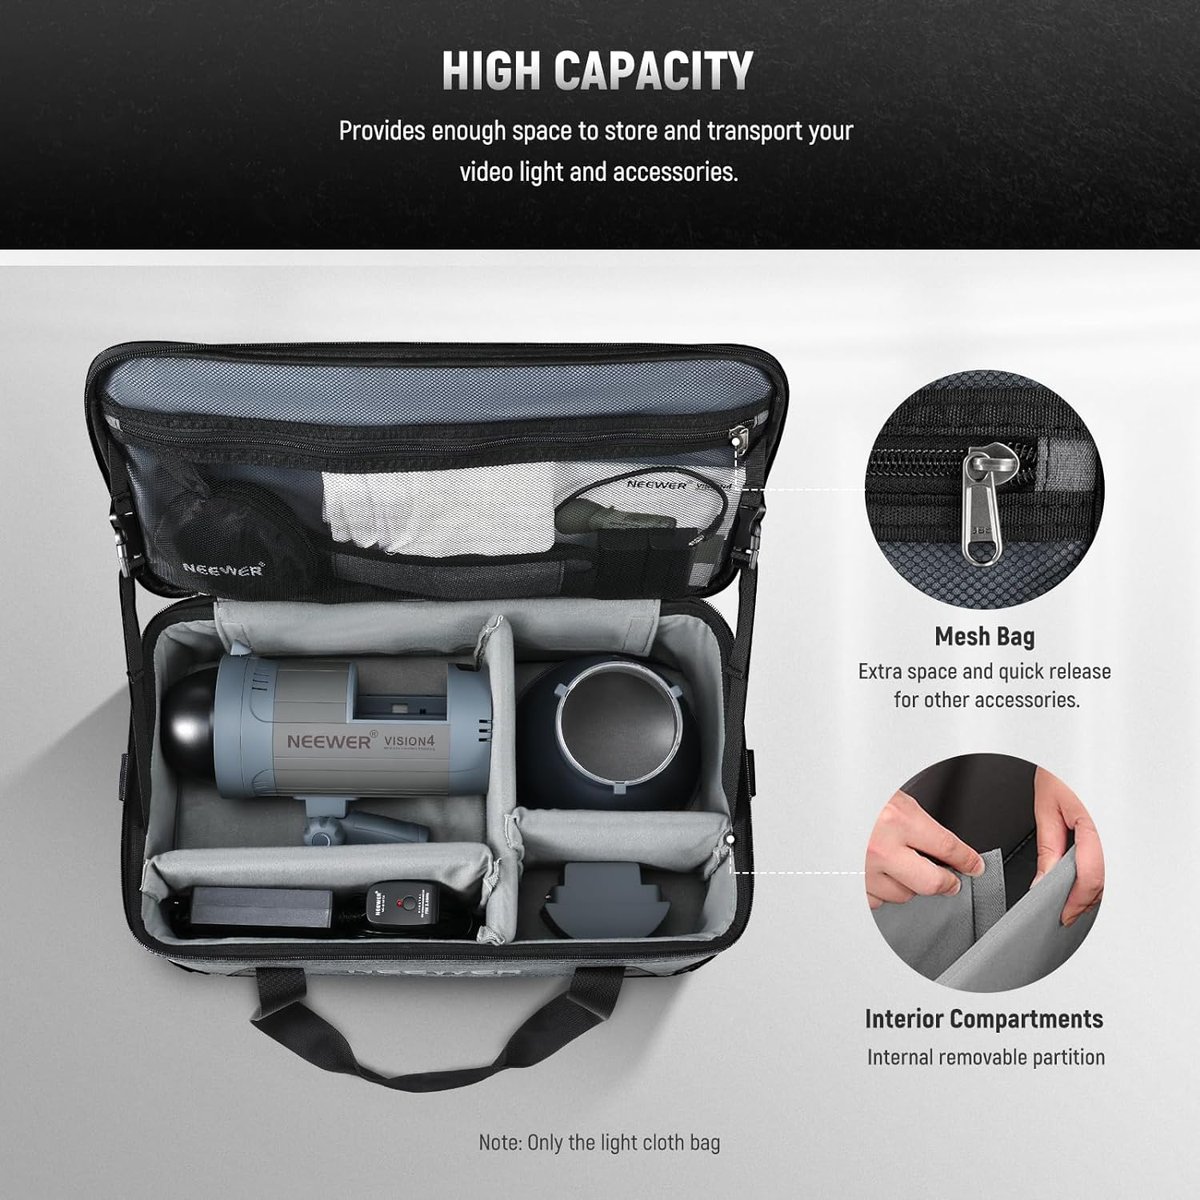 HIGH CAPACITY
Provides enough space to store and transport your
video light and accessories.
NEEWER®
NEEWER®
NEEWER® VISION4
NEEWER®
Mesh Bag
Extra space and quick release
for other accessories.
Interior Compartments
Internal removable partition
Note: Only the light cloth bag